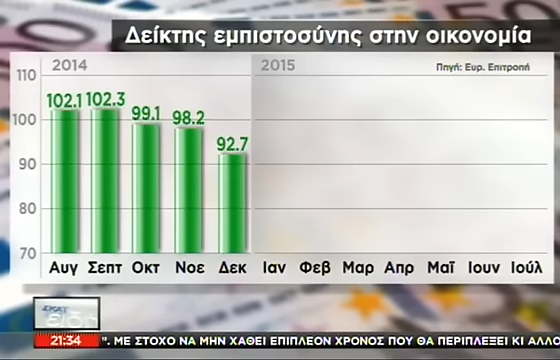 Δείκτης εμπιστοσύνης στην οικονομία
2014
2015
Πηγή: Ευρ. Επιτροπή
110
100
90
80
70
102.1 102.3 99.1 98.2 92.7
Αυγ Σεπτ Οκτ Νοε Δεκ Ιαν Φεβ Μαρ Απρ Μαΐ Ιουν Ιούλ
21:34 ". ΜΕ ΣΤΟΧΟ ΝΑ ΜΗΝ ΧΑΘΕΙ ΕΠΙΠΛΕΟΝ ΧΡΟΝΟΣ ΠΟΥ ΘΑ ΠΕΡΙΠΛΕΞΕΙ ΚΙ ΑΛΛΟ